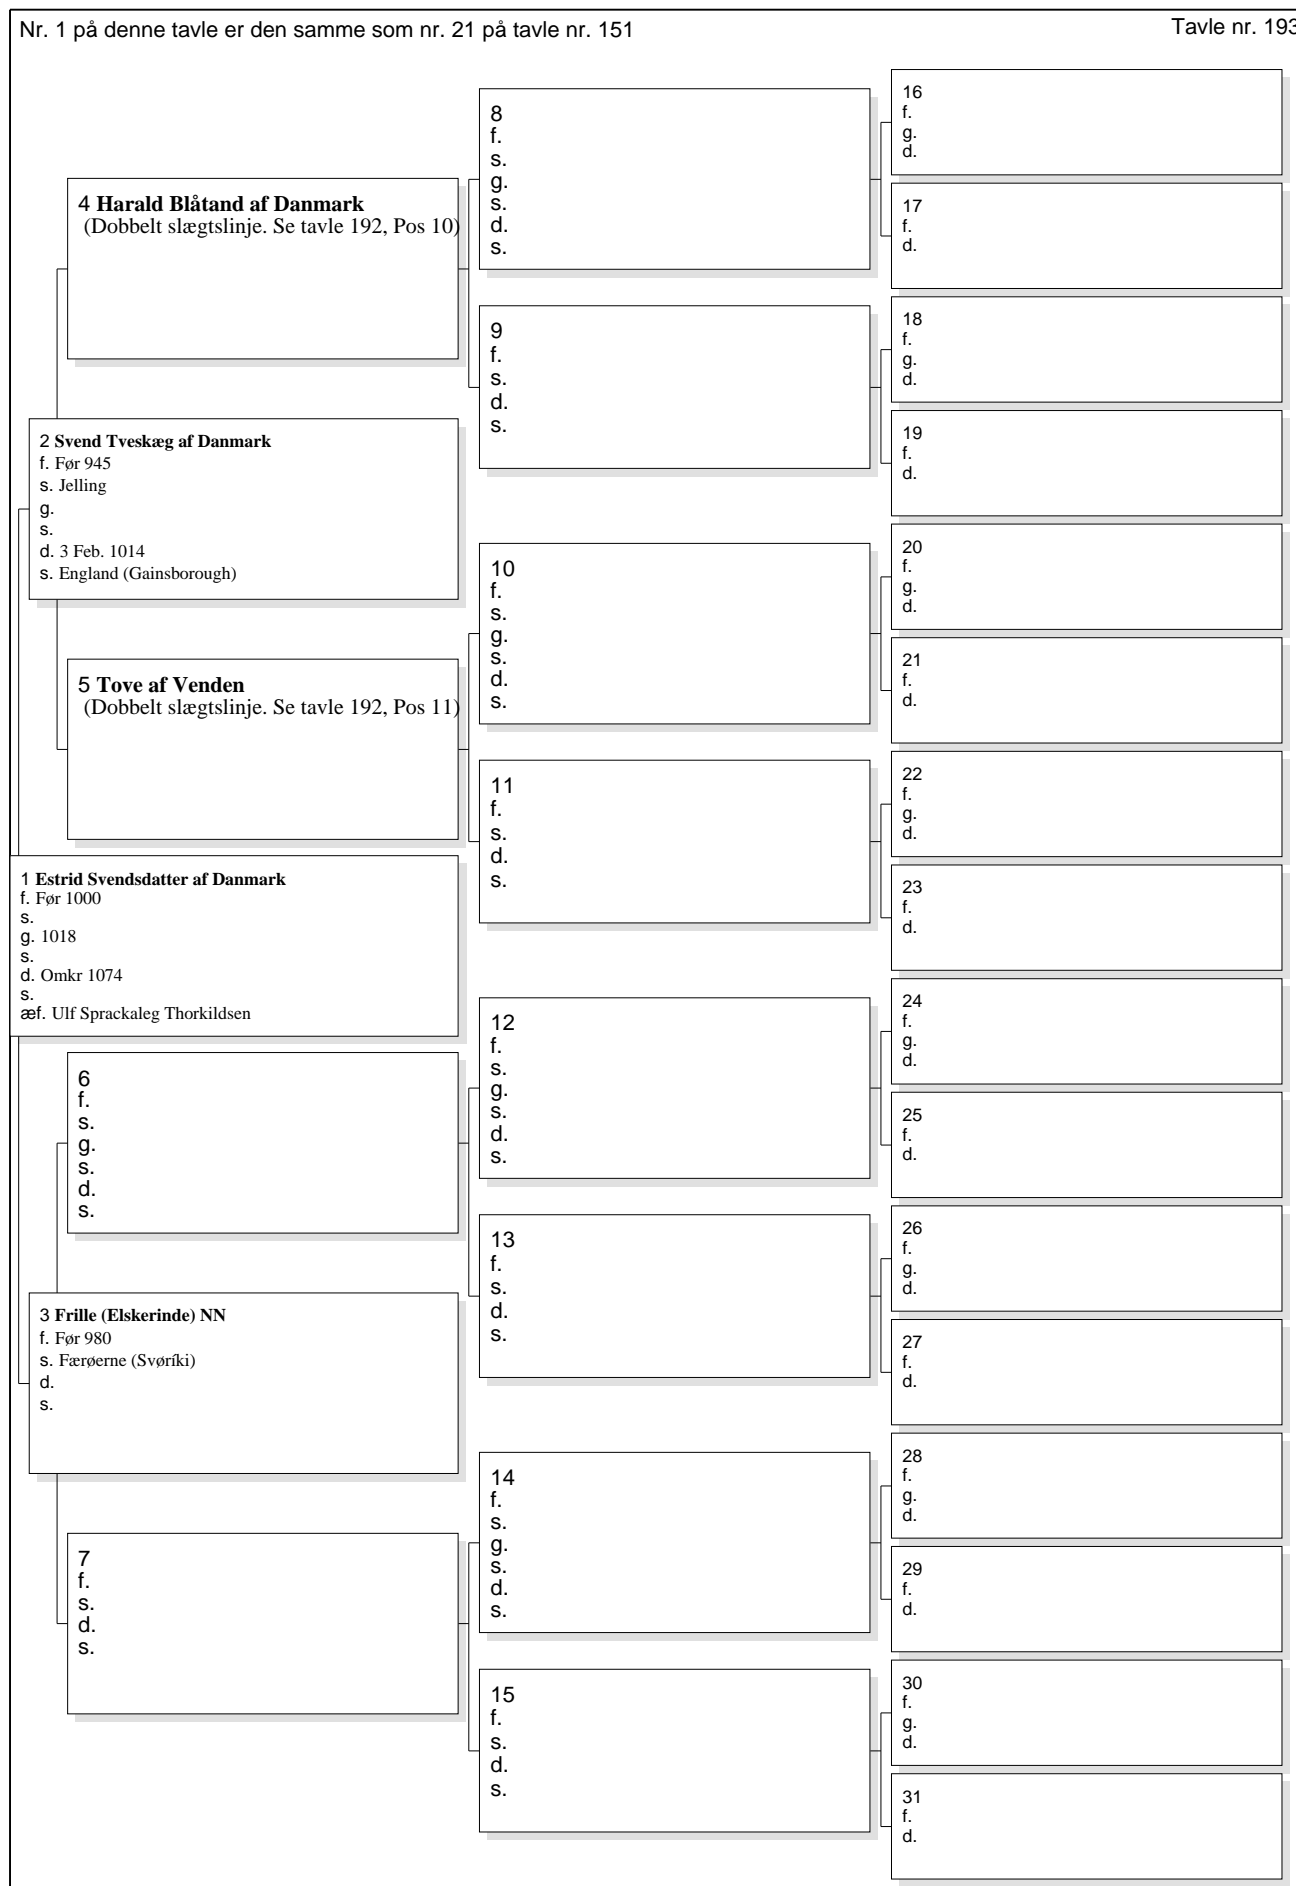 Nr. 1 på denne tavle er den samme som nr. 21 på tavle nr. 151
Tavle nr. 193
4 Harald Blåtand af Danmark
(Dobbelt slægtslinje. Se tavle 192, Pos 10)
2 Svend Tveskæg af Danmark
f. Før 945
s. Jelling
g.
s.
d. 3 Feb. 1014
s. England (Gainsborough)
5 Tove af Venden
(Dobbelt slægtslinje. Se tavle 192, Pos 11)
1 Estrid Svendsdatter af Danmark
f. Før 1000
s.
g. 1018
s.
d. Omkr 1074
s.
æf. Ulf Sprackaleg Thorkildsen
6
f.
s.
g.
s.
d.
s.
3 Frille (Elskerinde) NN
f. Før 980
s. Færøerne (Svøríki)
d.
s.
7
f.
s.
d.
s.
8
f.
s.
g.
s.
d.
s.
9
f.
s.
d.
s.
10
f.
s.
g.
s.
d.
s.
11
f.
s.
d.
s.
12
f.
s.
g.
s.
d.
s.
13
f.
s.
d.
s.
14
f.
s.
g.
s.
d.
s.
15
f.
s.
d.
s.
16
f.
g.
d.
17
f.
d.
18
f.
g.
d.
19
f.
d.
20
f.
g.
d.
21
f.
d.
22
f.
g.
d.
23
f.
d.
24
f.
g.
d.
25
f.
d.
26
f.
g.
d.
27
f.
d.
28
f.
g.
d.
29
f.
d.
30
f.
g.
d.
31
f.
d.